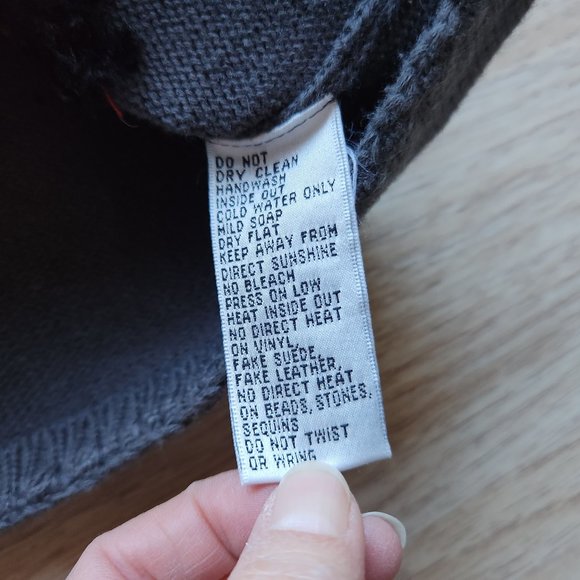 DO NOT
DRY CLEAN
HANDWASH
INSIDE OUT
COLD WATER ONLY
MILD SOAP
DRY FLAT
KEEP AWAY FROM
DIRECT SUNSHINE
NO BLEACH
PRESS ON LOW
HEAT INSIDE OUT
NO DIRECT HEAT
ON VINYL,
FAKE SUEDE,
FAKE LEATHER,
NO DIRECT HEAT
ON BEADS, STONES,
SEQUINS
DO NOT TWIST
OR WRING